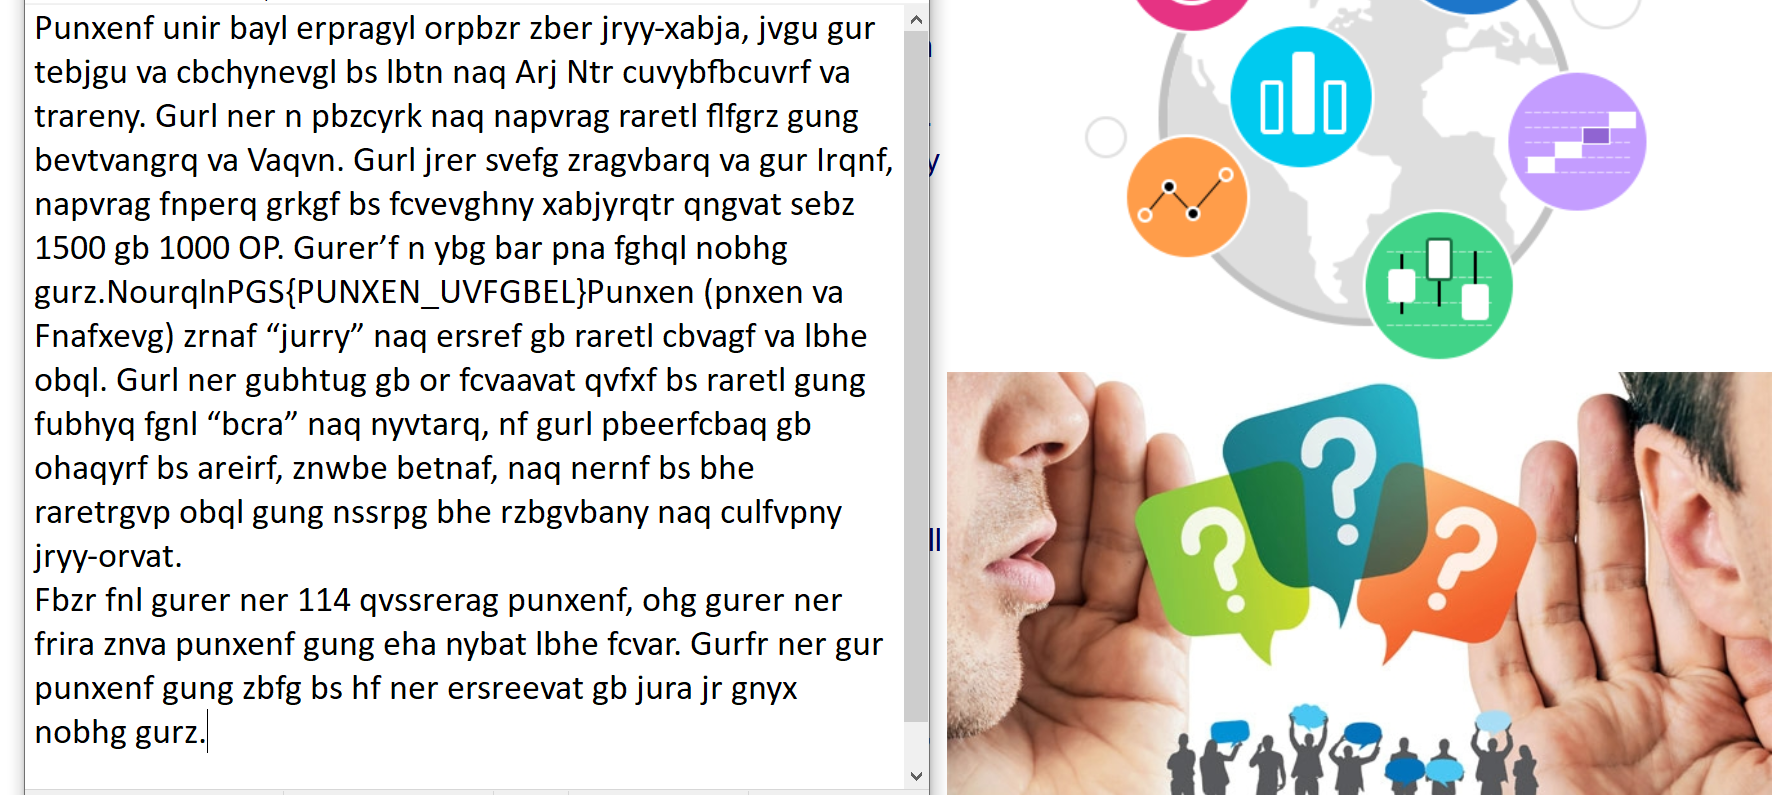 Punxenf unir bayl erpragyl orpbzr zber jryy-xabja, jvgu gur
tebjgu va cbchynevgl bs lbtn naq Arj Ntr cuvybfbcuvrf va
trareny. Gurl ner n pbzcyrk naq napvrag raretl flfgrz gung
bevtvangrq va Vaqvn. Gurl jrer svefg zragvbarq va gur Irqnf,
napvrag fnperq grkgf bs fcvevghny xabjyrqtr qngvat sebz
1500 gb 1000 OP. Gurer’f n ybg bar pna fghql nobhg
gurz.NourqlnPGS{PUNXEN_UVFGBEL}Punxen (pnxen va
Fnafxevg) zrnaf “jurry” naq ersref gb raretl cbvagf va lbhe
obql. Gurl ner gubhtug gb or fcvaavat qvfxf bs raretl gung
fubhyq fgnl “bcra” naq nyvtarq, nf gurl pbeerfcbaq gb
ohaqyrf bs areirf, znwbe betnaf, naq nernf bs bhe
raretrgvp obql gung nssrpg bhe rzbgvbany naq culfvpny
jryy-orvat.
Fbzr fnl gurer ner 114 qvssrerag punxenf, ohg gurer ner
frira znva punxenf gung eha nybat lbhe fcvar. Gurfr ner gur
punxenf gung zbfg bs hf ner ersreevat gb jura jr gnyx
nobhg gurz.
y
ll
? ? ?